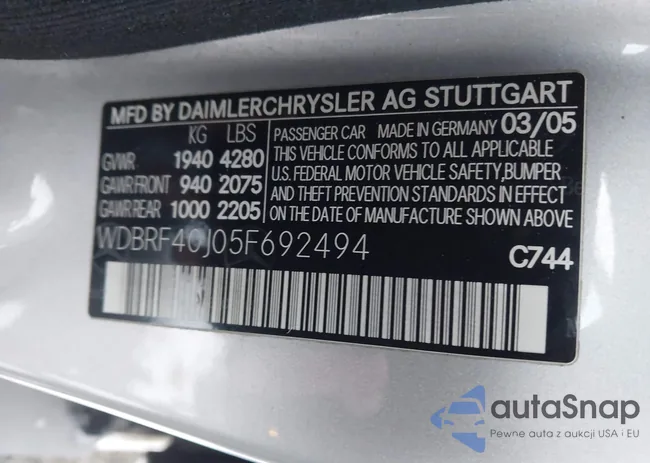 MFD BY DAIMLERCHRYSLER AG STUTTGART
KG LBS
GVWR 1940 4280
GAWR FRONT 940 2075
GAWR REAR 1000 2205
PASSENGER CAR MADE IN GERMANY 03/05
THIS VEHICLE CONFORMS TO ALL APPLICABLE
U.S. FEDERAL MOTOR VEHICLE SAFETY,BUMPER
AND THEFT PREVENTION STANDARDS IN EFFECT
ON THE DATE OF MANUFACTURE SHOWN ABOVE
WDBRF40J05F692494
C744
autaSnap
Pewne auta z aukcji USA i EU